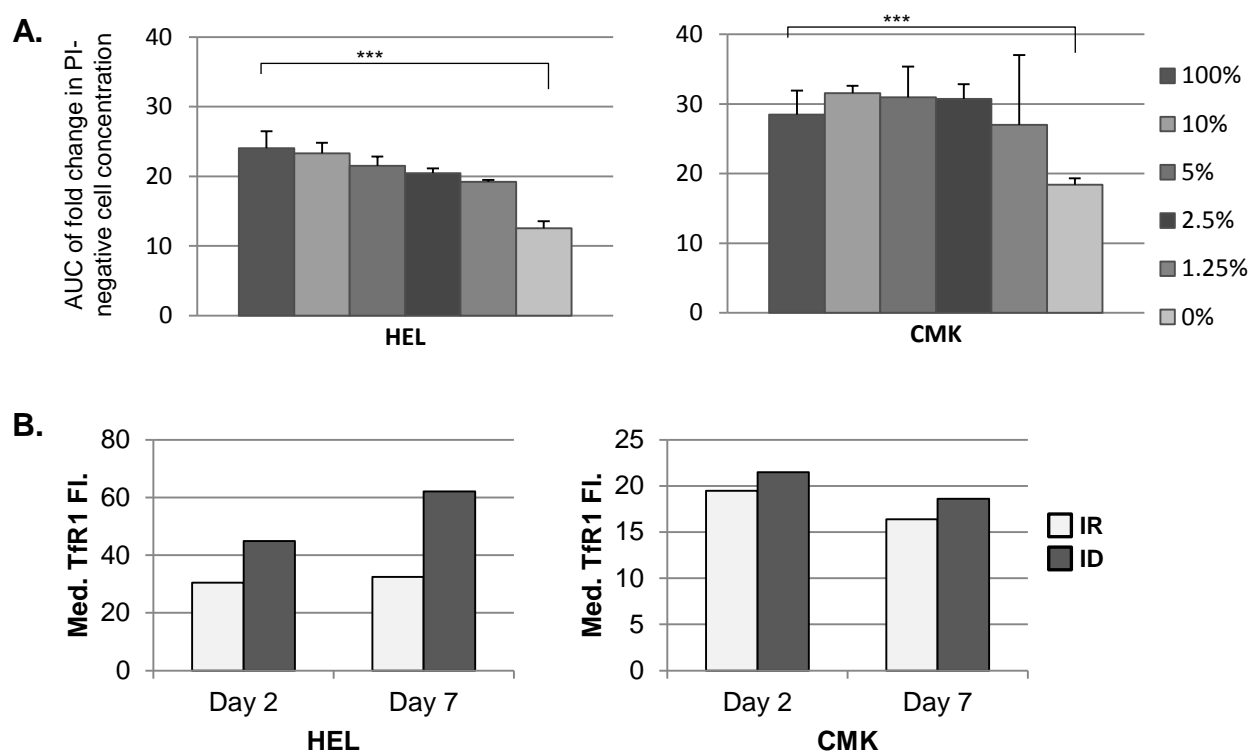 A.
AUC of fold change in PI-
negative cell concentration
40
30
20
10
0
***
HEL
40
30
20
10
0
***
CMK
100%
10%
5%
2.5%
1.25%
0%
B.
Med. TfR1 Fl.
80
60
40
20
0
Day 2
Day 7
HEL
Med. TfR1 Fl.
25
20
15
10
5
0
Day 2
Day 7
CMK
IR
ID